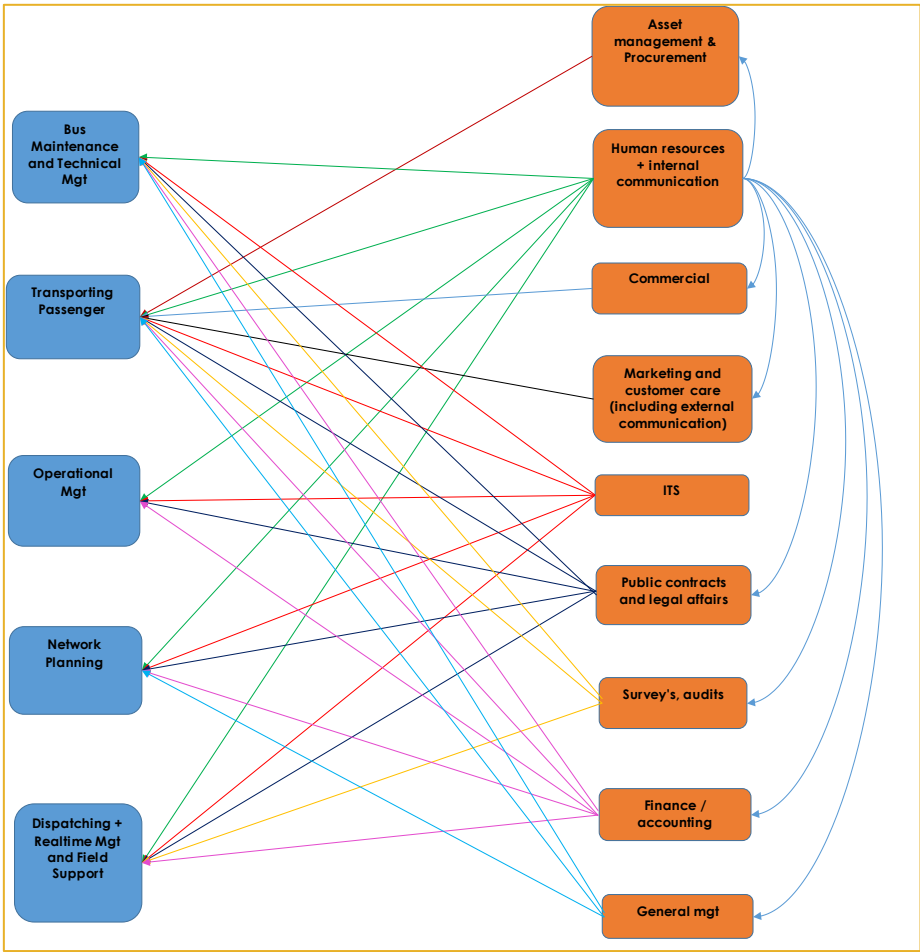 Bus
Maintenance
and Technical
Mgt
Transporting
Passenger
Operational
Mgt
Network
Planning
Dispatching +
Realtime Mgt
and Field
Support
Asset
management &
Procurement
Human resources
+ internal
communication
Commercial
Marketing and
customer care
(including external
communication)
ITS
Public contracts
and legal affairs
Survey's, audits
Finance /
accounting
General mgt